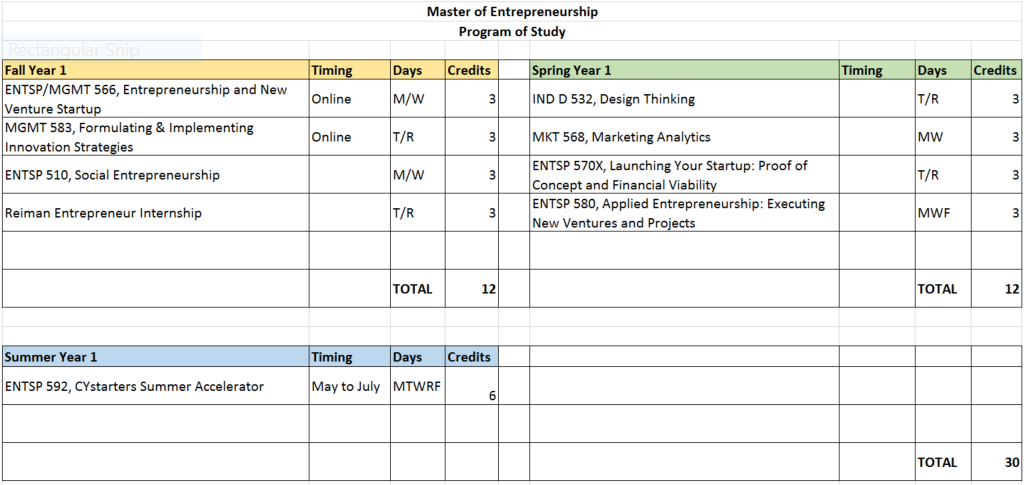 Master of Entrepreneurship
Program of Study
Rectangular Snip
Fall Year 1 Timing Days Credits Spring Year 1 Timing Days Credits
ENTSP/MGMT 566, Entrepreneurship and New
Venture Startup Online M/W 3 IND D 532, Design Thinking T/R 3
MGMT 583, Formulating & Implementing
Innovation Strategies Online T/R 3 MKT 568, Marketing Analytics MW 3
ENTSP 510, Social Entrepreneurship M/W 3 ENTSP 570X, Launching Your Startup: Proof of
Concept and Financial Viability T/R 3
Reiman Entrepreneur Internship T/R 3 ENTSP 580, Applied Entrepreneurship: Executing
New Ventures and Projects MWF 3
TOTAL 12 TOTAL 12
Summer Year 1 Timing Days Credits
ENTSP 592, CYstarters Summer Accelerator May to July MTWRF 6
TOTAL 30